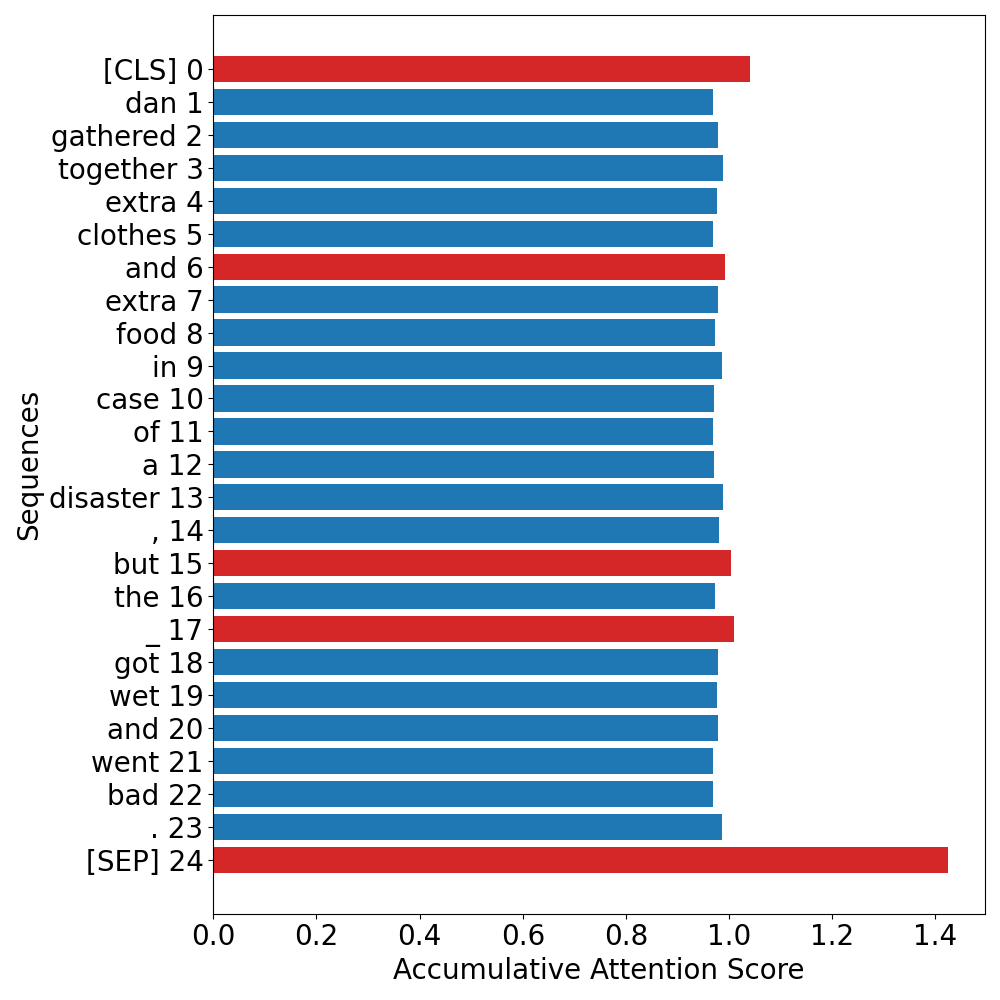 [CLS] 0
dan 1
gathered 2
together 3
extra 4
clothes 5
and 6
extra 7
food 8
in 9
case 10
of 11
a 12
disaster 13
, 14
but 15
the 16
_ 17
got 18
wet 19
and 20
went 21
bad 22
. 23
[SEP] 24
Sequences
0.0 0.2 0.4 0.6 0.8 1.0 1.2 1.4
Accumulative Attention Score